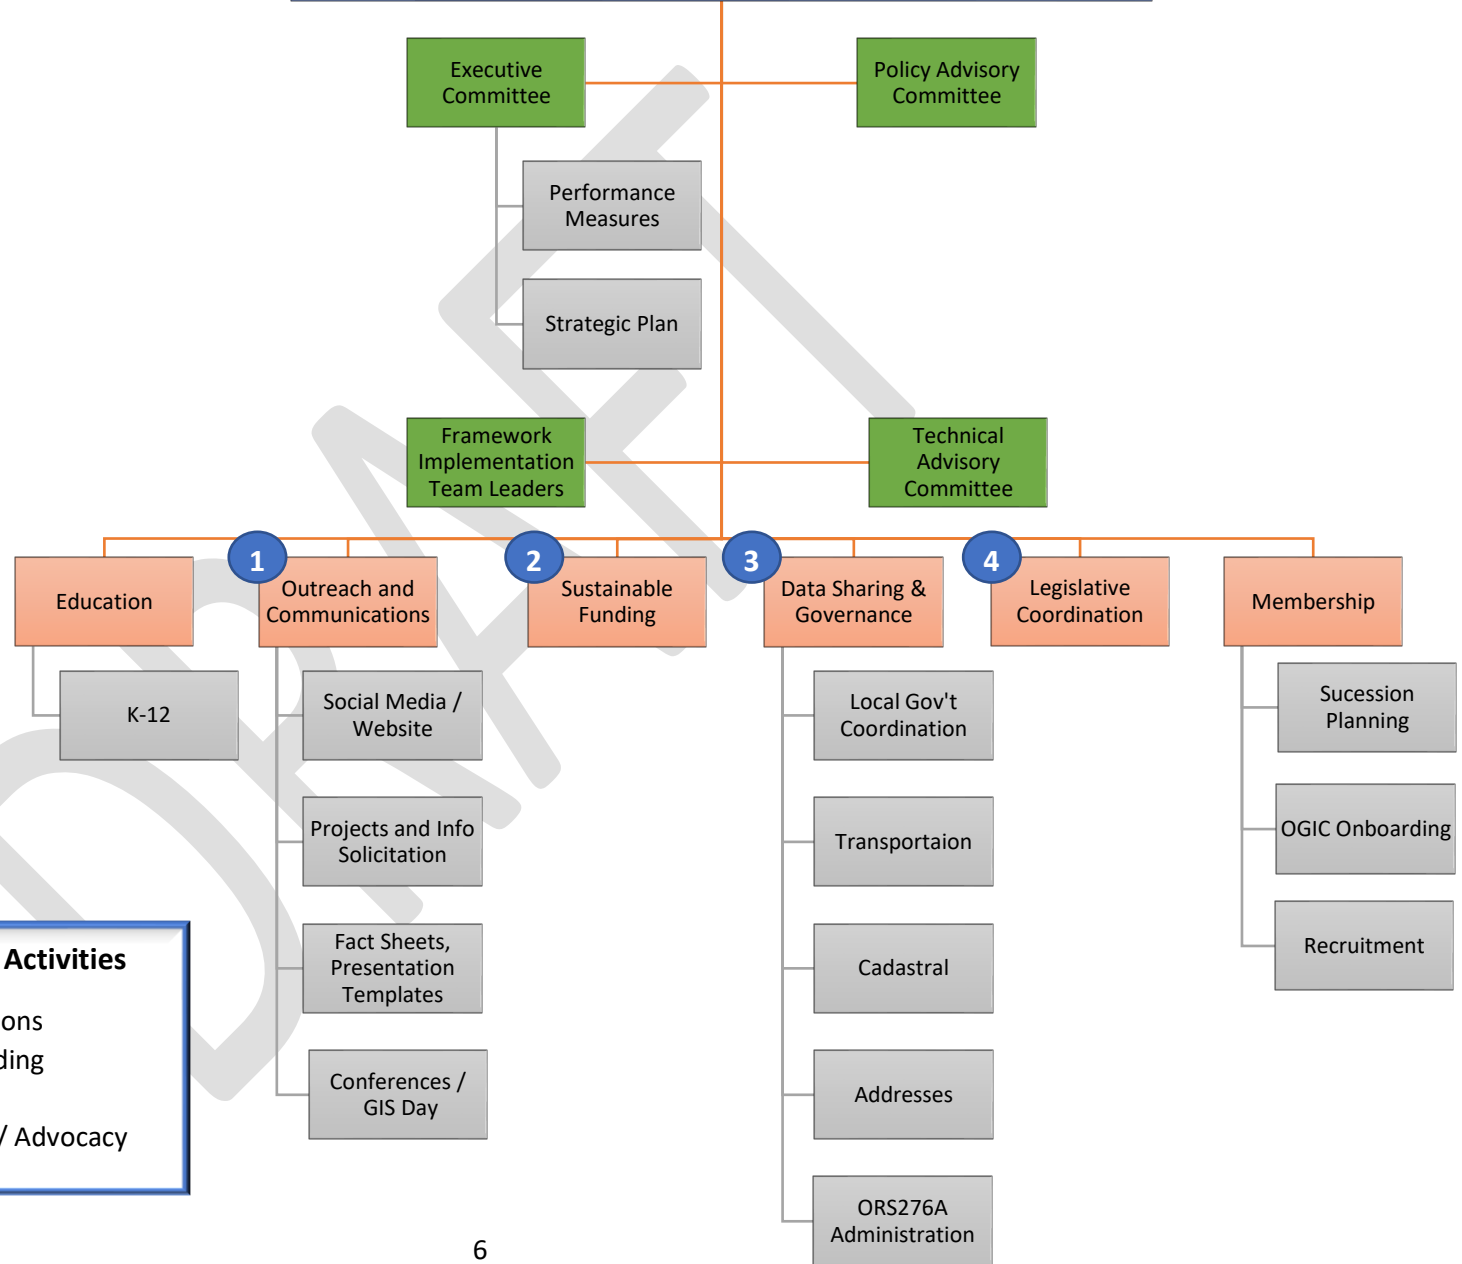 Executive
Committee
Policy Advisory
Committee
Performance
Measures
Strategic Plan
Framework
Implementation
Team Leaders
Technical
Advisory
Committee
1
2
3
4
Education
Outreach and
Communications
Sustainable
Funding
Data Sharing &
Governance
Legislative
Coordination
Membership
K-12
Social Media /
Website
Projects and Info
Solicitation
Fact Sheets,
Presentation
Templates
Conferences /
GIS Day
Local Gov't
Coordination
Transportaion
Cadastral
Addresses
ORS276A
Administration
Sucession
Planning
OGIC Onboarding
Recruitment
Activities
ons
ding
/ Advocacy
DRAFT
6